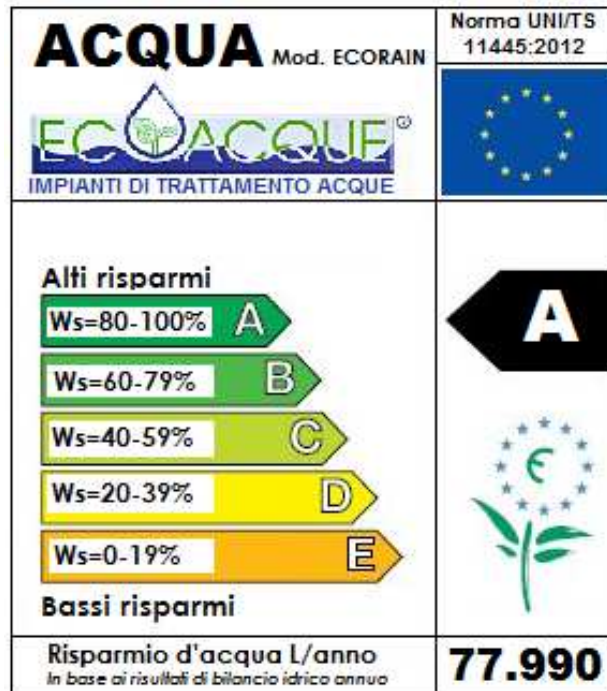 ACQUA Mod. ECORAIN
Norma UNI/TS
11445:2012
ECOACQUE®
IMPIANTI DI TRATTAMENTO ACQUE
Alti risparmi
Ws=80-100% A
A
Ws=60-79% B
Ws=40-59% C
Ws=20-39% D
Ws=0-19% E
Bassi risparmi
Risparmio d'acqua L/anno
In base ai risultati di bilancio idrico annuo
77.990